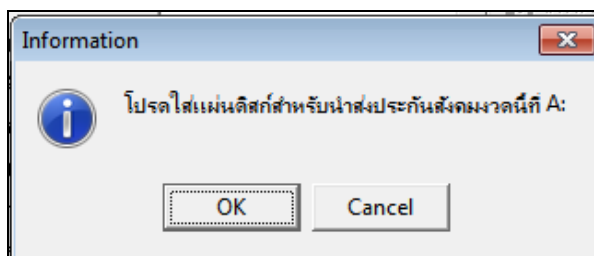 Information
โปรดใส่แผ่นดิสก์สำหรับนำส่งประกันสังคมงวดนี้ที่ A:
OK
Cancel